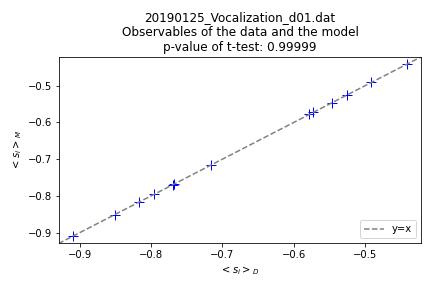 20190125_Vocalization_d01.dat
Observables of the data and the model
p-value of t-test: 0.99999
−0.5
−0.6
−0.7
−0.8
−0.9
< s_i >_M
y=x
−0.9 −0.8 −0.7 −0.6 −0.5
< s_i >_D